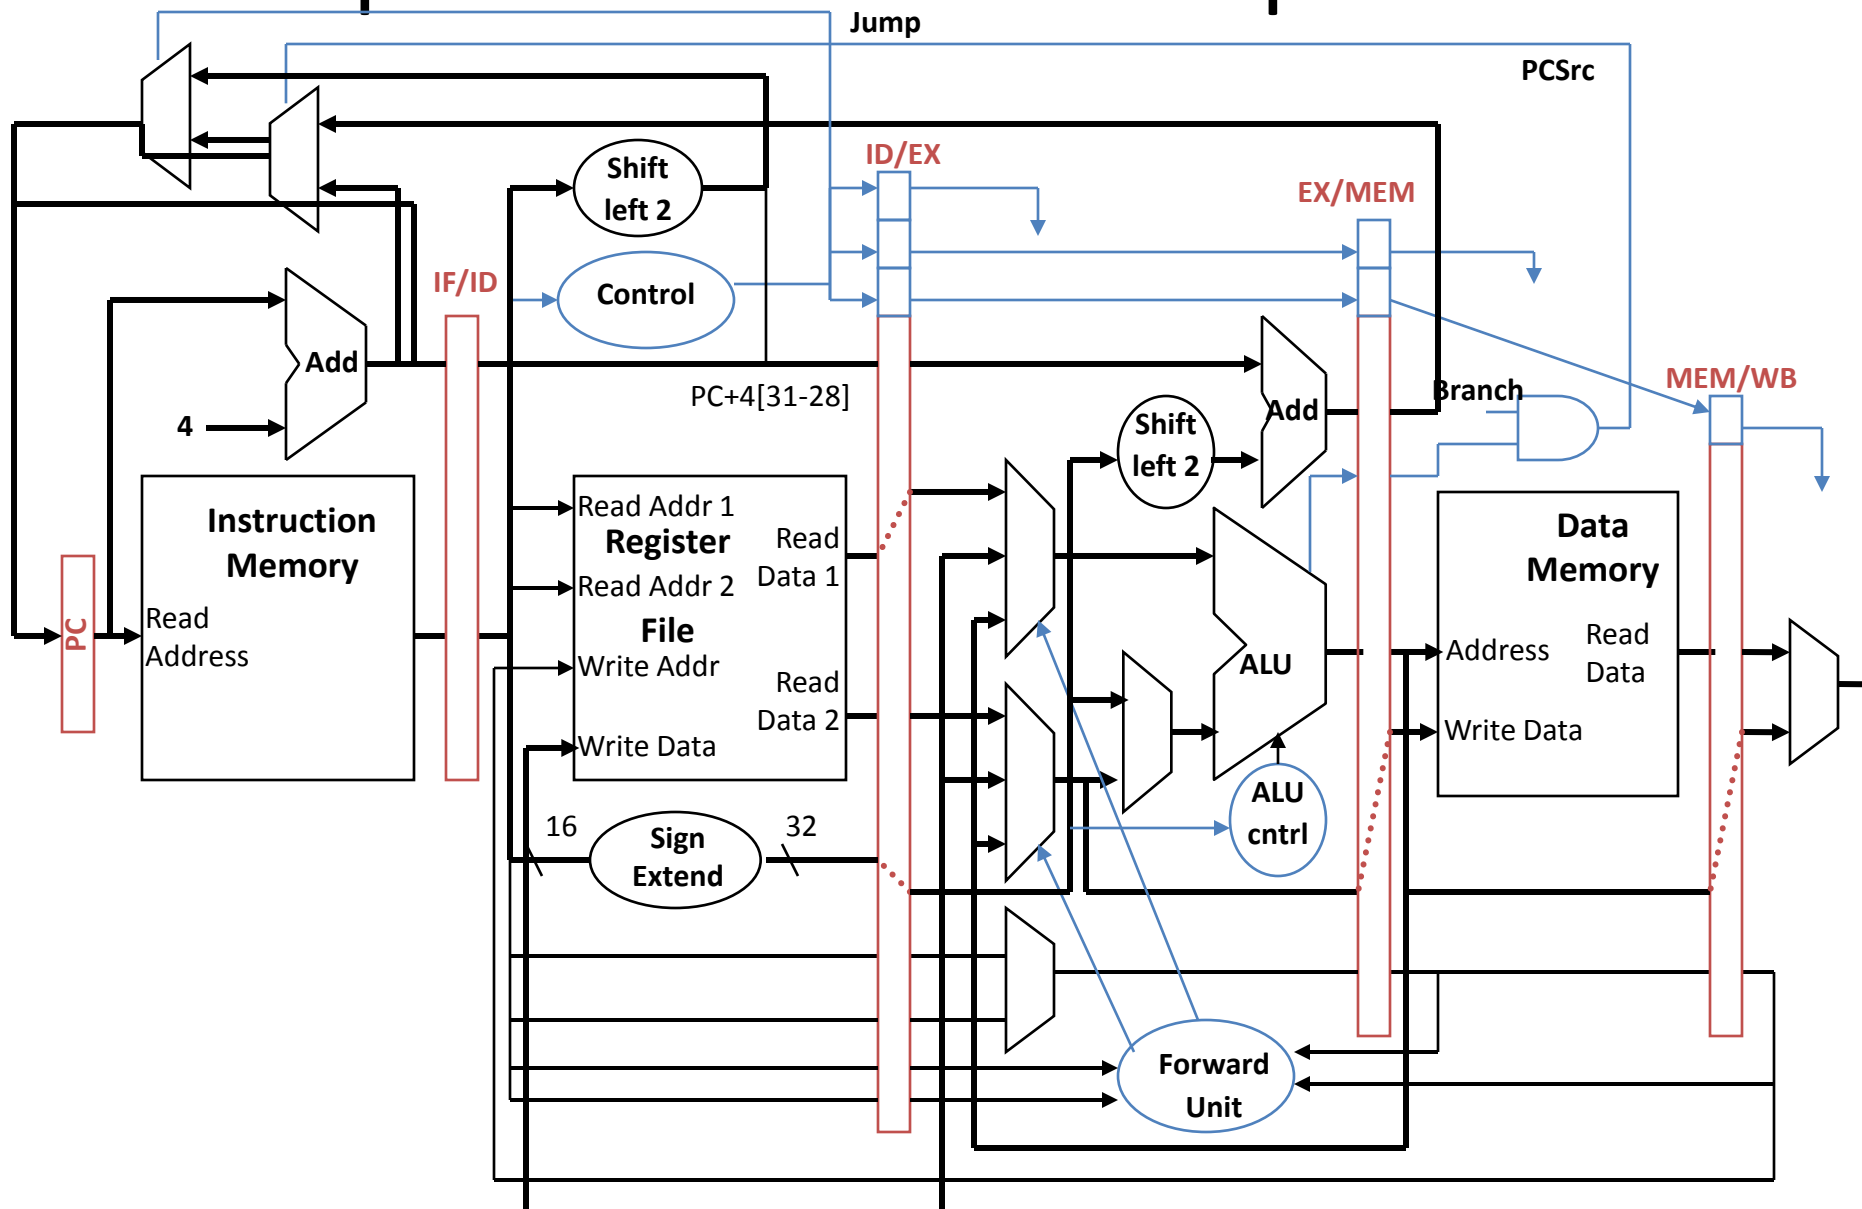 Jump
PCSrc
ID/EX
Shift
left 2
EX/MEM
IF/ID
Control
Add
PC+4[31-28]
4
Branch
MEM/WB
Shift
left 2
Add
Instruction
Memory
Read
Address
PC
Read Addr 1
Register
Read Addr 2
File
Write Addr
Write Data
Read
Data 1
Read
Data 2
ALU
ALU
cntrl
Data
Memory
Address
Read
Data
Write Data
16
Sign
Extend
32
Forward
Unit